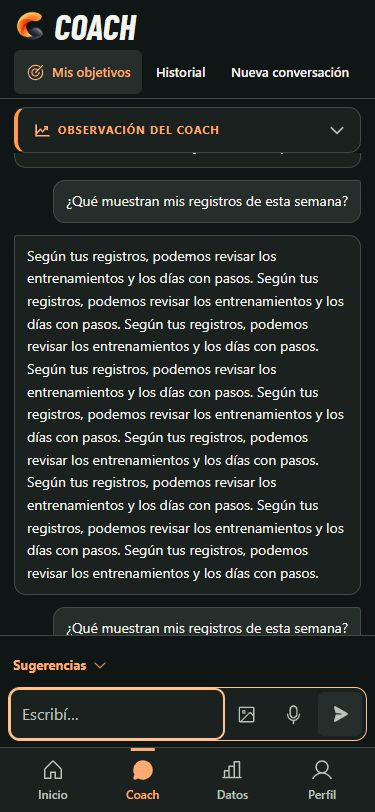 COACH
Mis objetivos
Historial
Nueva conversación
OBSERVACIÓN DEL COACH
¿Qué muestran mis registros de esta semana?
Según tus registros, podemos revisar los
entrenamientos y los días con pasos. Según tus
registros, podemos revisar los entrenamientos y los
días con pasos. Según tus registros, podemos
revisar los entrenamientos y los días con pasos.
Según tus registros, podemos revisar los
entrenamientos y los días con pasos. Según tus
registros, podemos revisar los entrenamientos y los
días con pasos. Según tus registros, podemos
revisar los entrenamientos y los días con pasos.
Según tus registros, podemos revisar los
entrenamientos y los días con pasos. Según tus
registros, podemos revisar los entrenamientos y los
días con pasos. Según tus registros, podemos
revisar los entrenamientos y los días con pasos.
¿Qué muestran mis registros de esta semana?
Sugerencias
Escribí...
Inicio
Coach
Datos
Perfil